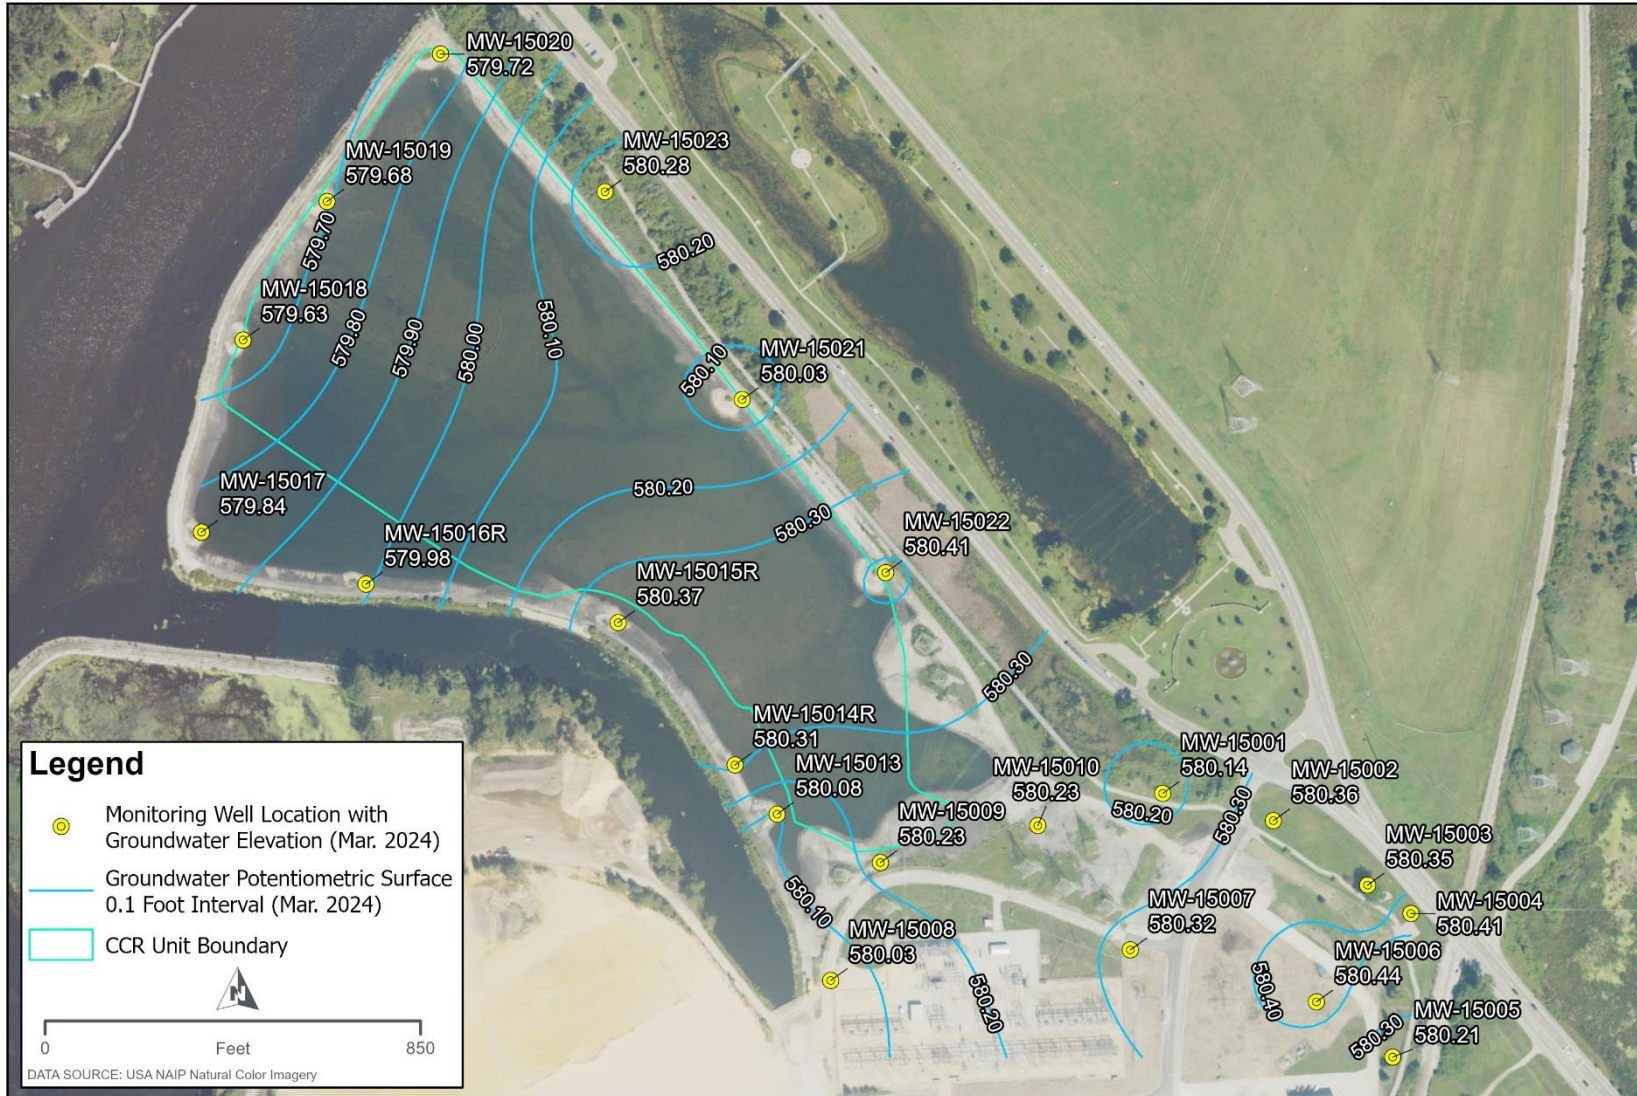 MW-15020
579.72
MW-15019
579.68
MW-15023
580.28
579.70
580.20
MW-15018
579.63
579.80
579.90
580.00
580.10
MW-15021
580.03
580.10
MW-15017
579.84
580.20
580.30
MW-15016R
579.98
MW-15022
580.41
MW-15015R
580.37
580.30
MW-15014R
580.31
MW-15013
580.08
MW-15010
580.23
MW-15001
580.14
580.20
MW-15002
580.36
580.30
MW-15009
580.23
MW-15003
580.35
580.10
MW-15007
580.32
MW-15004
580.41
MW-15008
580.03
MW-15006
580.44
580.40
580.20
MW-15005
580.21
580.30
Legend
Monitoring Well Location with
Groundwater Elevation (Mar. 2024)
Groundwater Potentiometric Surface
0.1 Foot Interval (Mar. 2024)
CCR Unit Boundary
N
0 Feet 850
DATA SOURCE: USA NAIP Natural Color Imagery